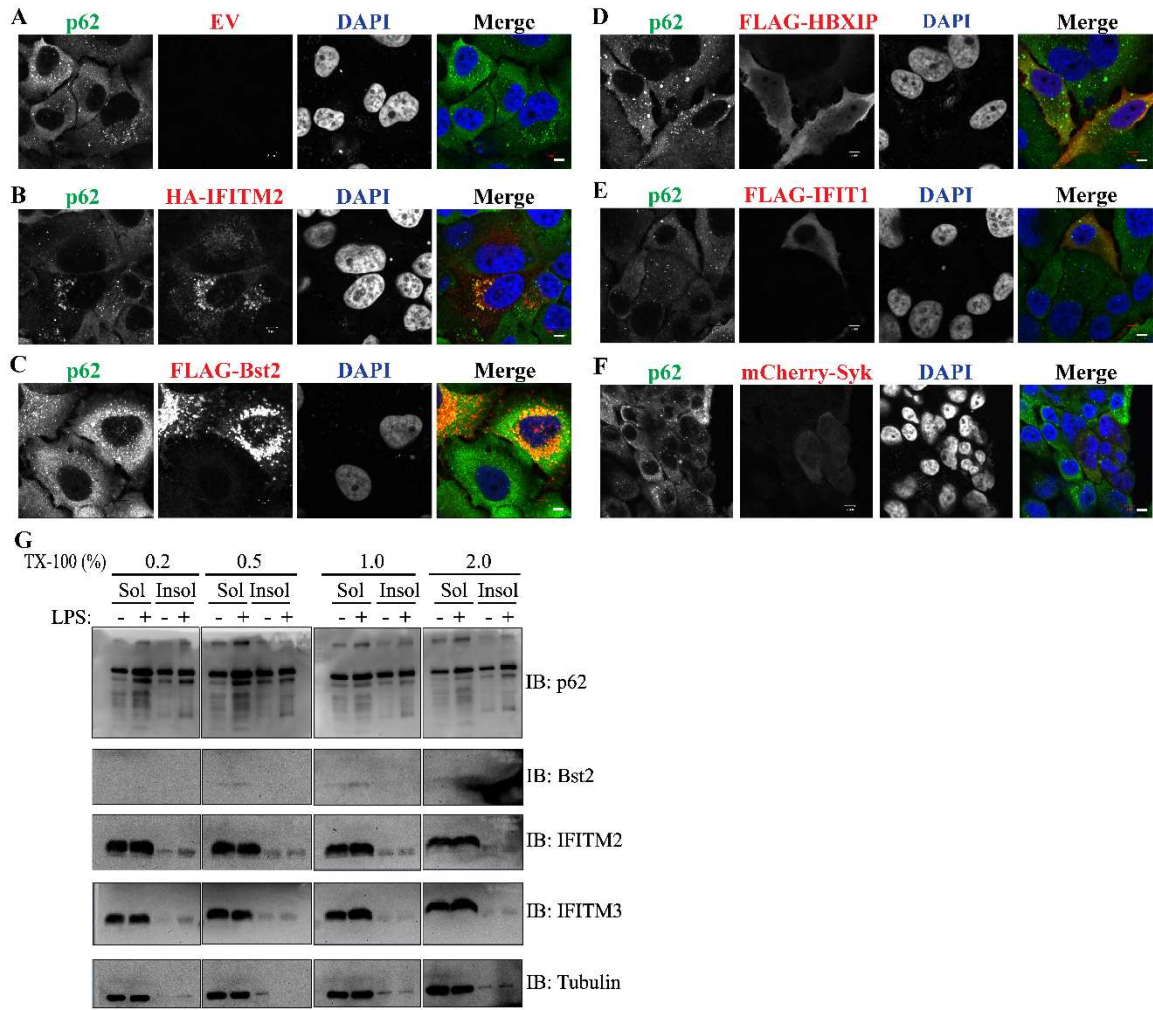 A p62 EV DAPI Merge
D p62 FLAG-HBXIP DAPI Merge
B p62 HA-IFITM2 DAPI Merge
E p62 FLAG-IFIT1 DAPI Merge
C p62 FLAG-Bst2 DAPI Merge
F p62 mCherry-Syk DAPI Merge
G
TX-100 (%) 0.2 0.5 1.0 2.0
Sol Insol Sol Insol Sol Insol Sol Insol
LPS: - + - + - + - + - + - + - + - +
IB: p62
IB: Bst2
IB: IFITM2
IB: IFITM3
IB: Tubulin